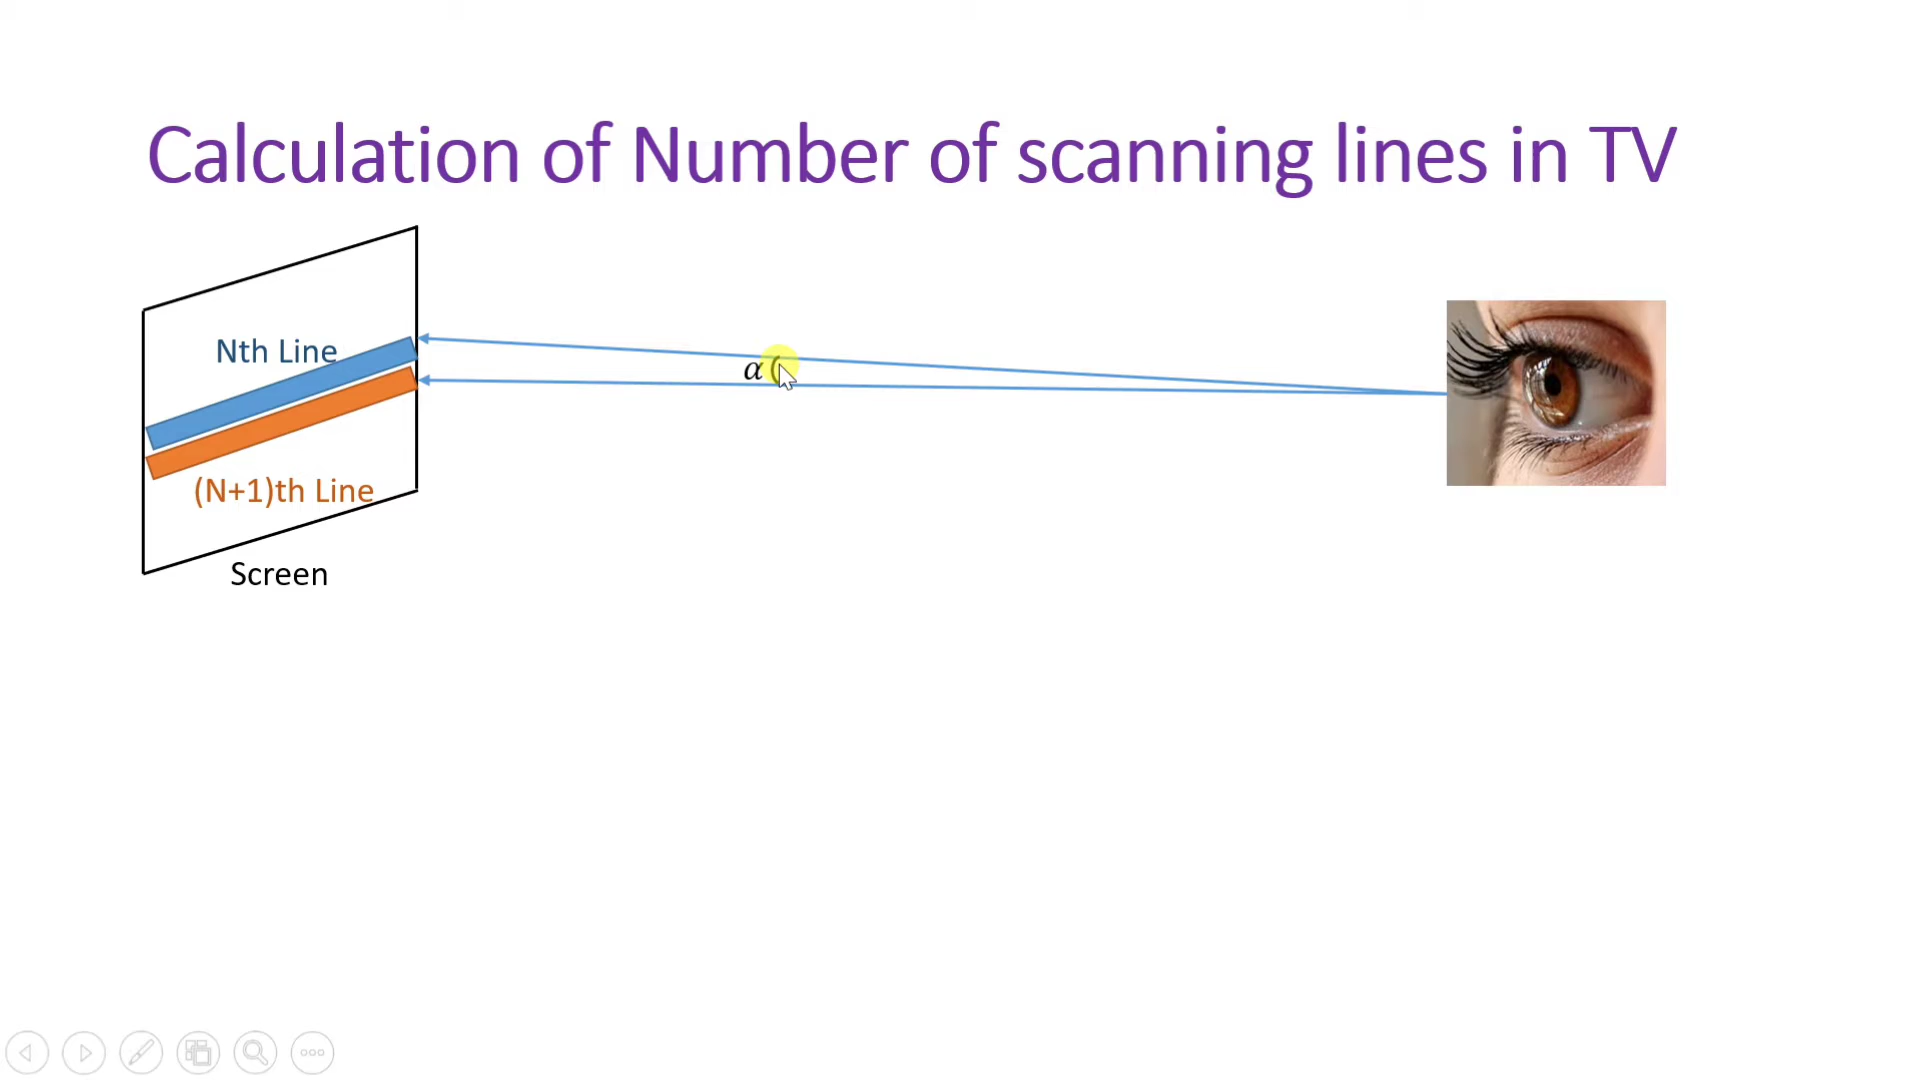 Calculation of Number of scanning lines in TV
Nth Line
α
(N+1)th Line
Screen